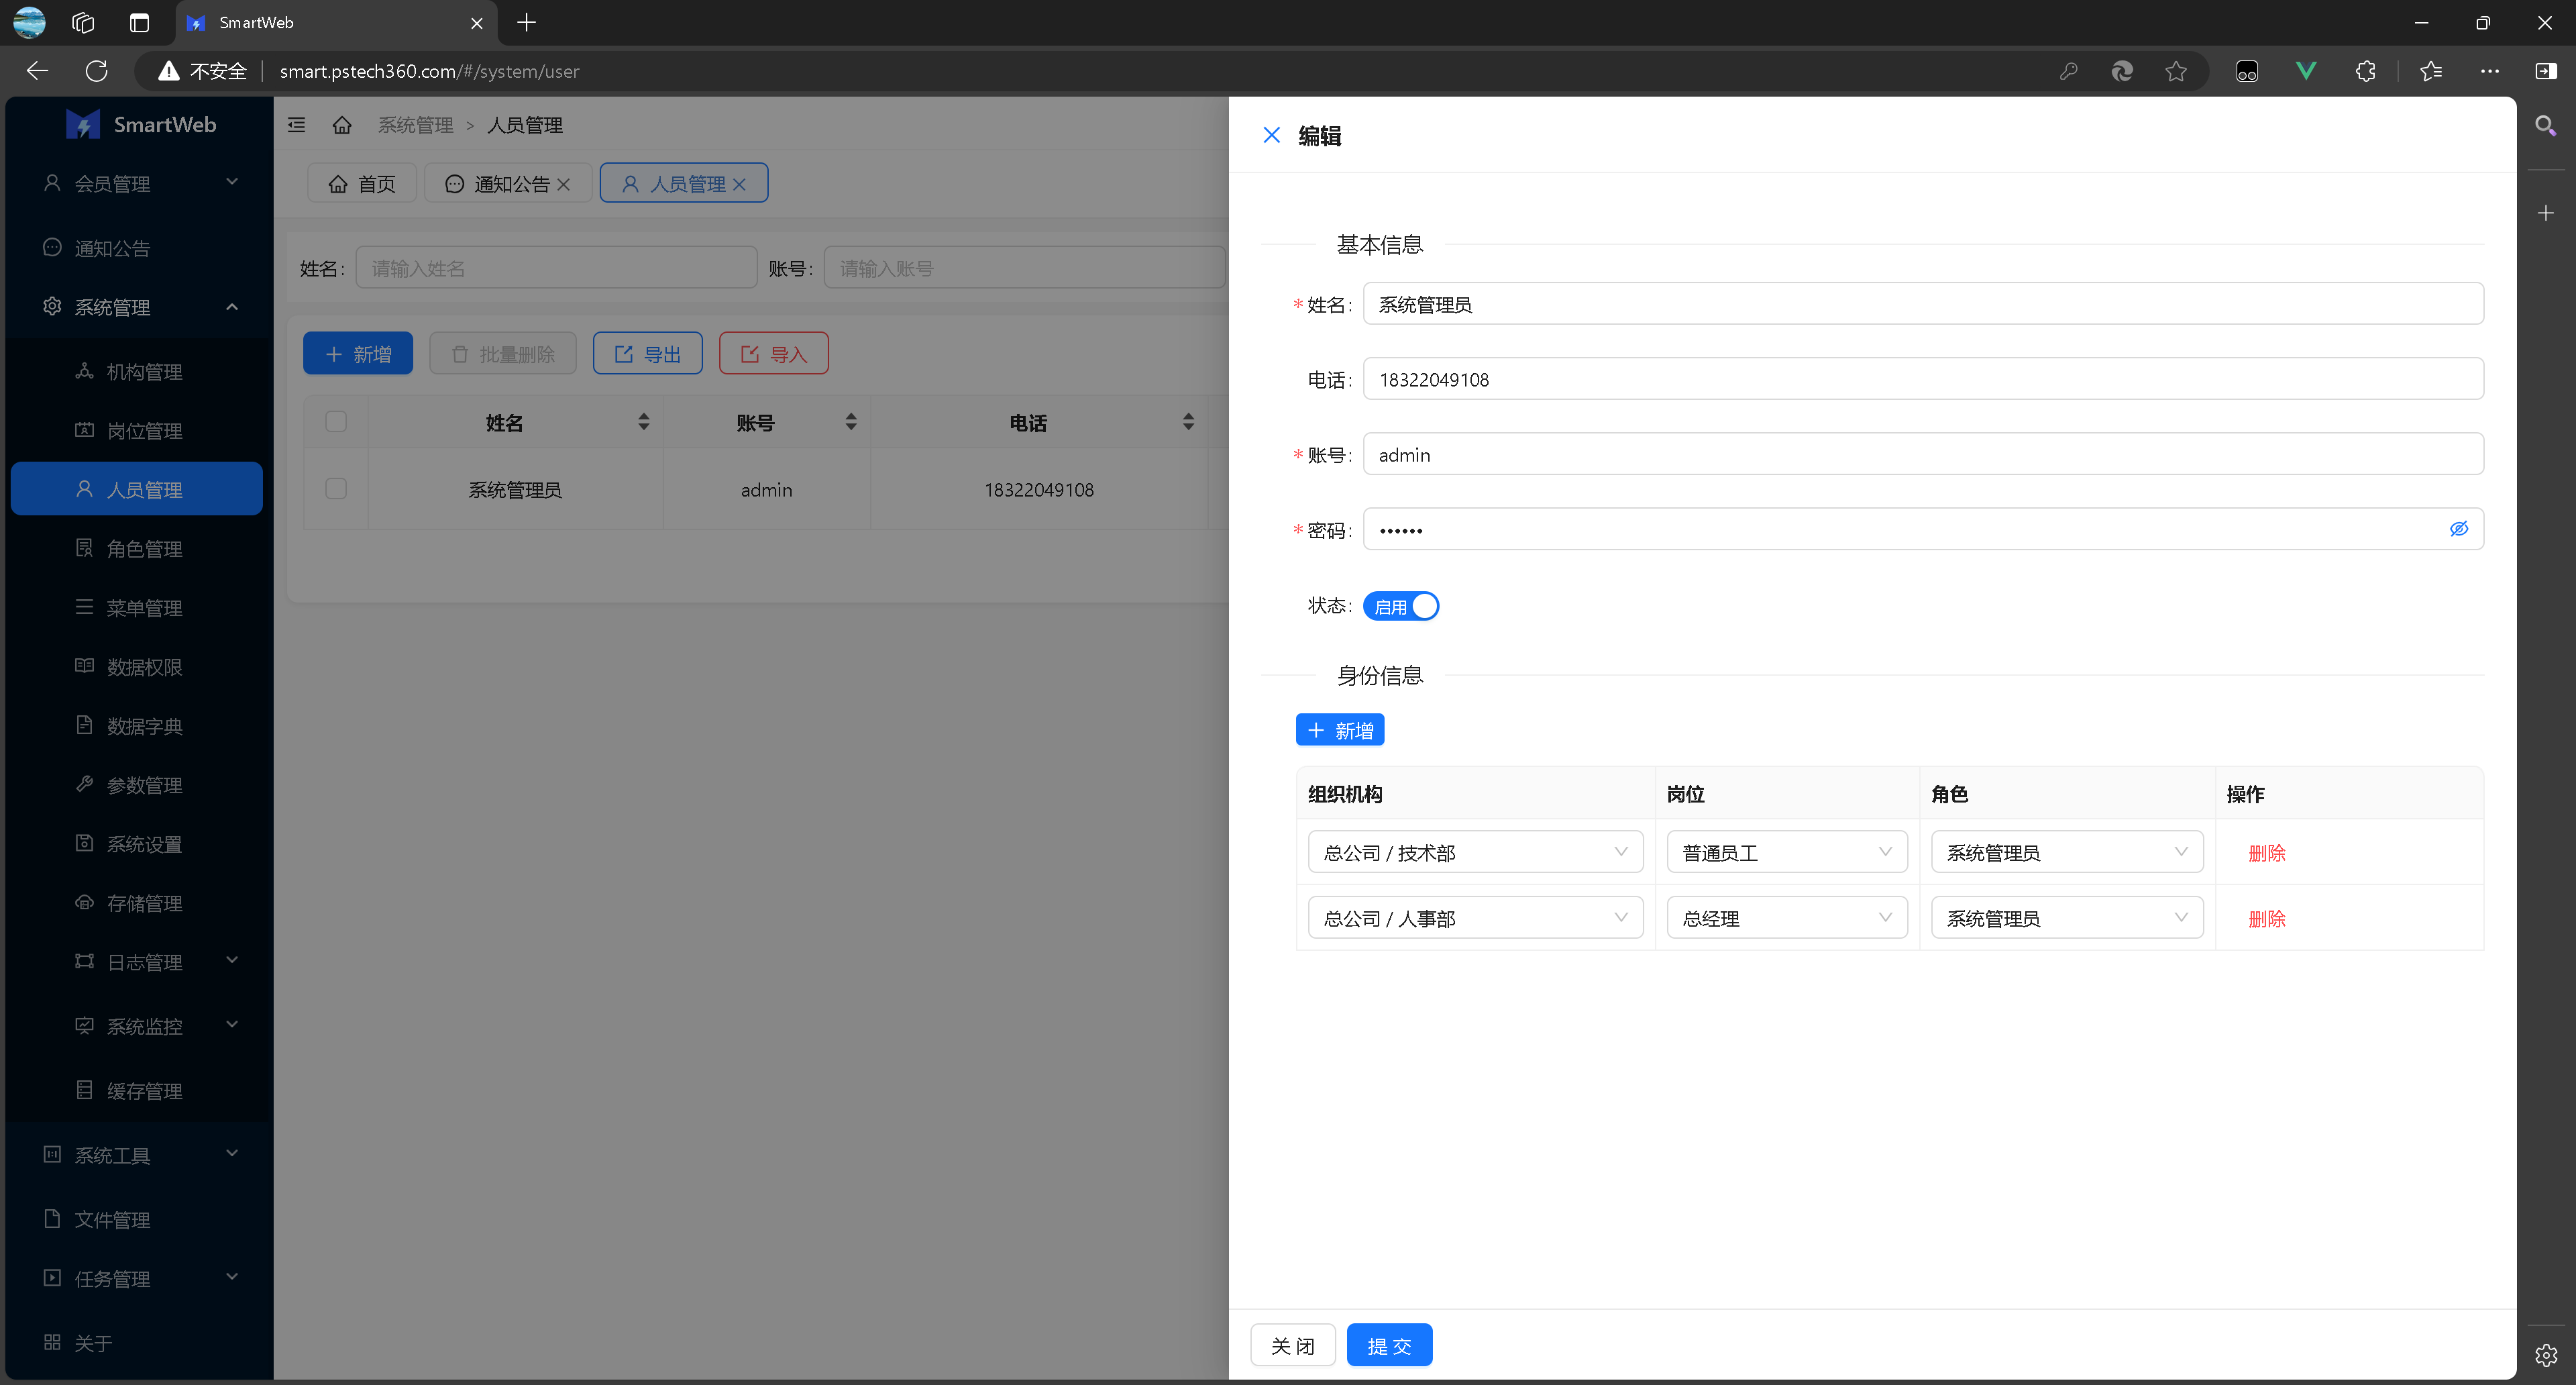 SmartWeb
不安全
smart.pstech360.com/#/system/user
SmartWeb
会员管理
通知公告
系统管理
机构管理
岗位管理
人员管理
角色管理
菜单管理
数据权限
数据字典
参数管理
系统设置
存储管理
日志管理
系统监控
缓存管理
系统工具
文件管理
任务管理
关于
系统管理 > 人员管理
首页 通知公告 人员管理
姓名: 请输入姓名 账号: 请输入账号
新增 批量删除 导出 导入
姓名 账号 电话
系统管理员 admin 18322049108
编辑
基本信息
* 姓名: 系统管理员
电话: 18322049108
* 账号: admin
* 密码: ••••••
状态: 启用
身份信息
新增
组织机构 岗位 角色 操作
总公司 / 技术部 普通员工 系统管理员 删除
总公司 / 人事部 总经理 系统管理员 删除
关 闭 提 交